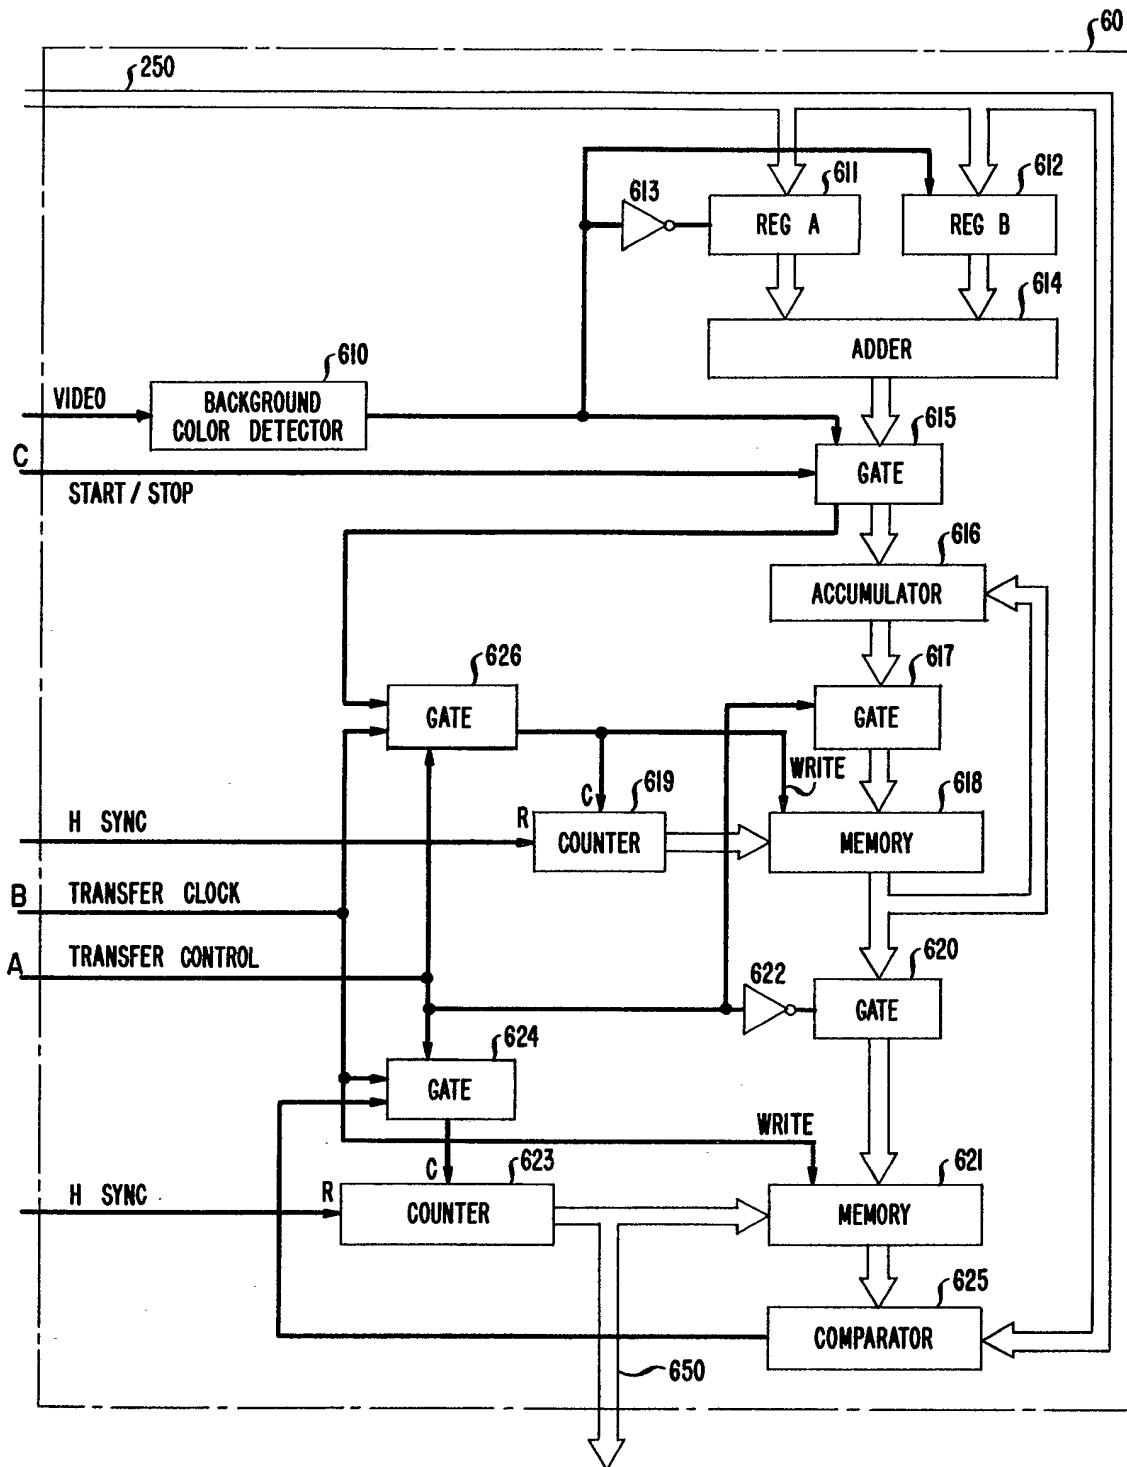 60
250
611
612
613
REG A
REG B
614
ADDER
610
VIDEO
BACKGROUND
COLOR DETECTOR
615
C
GATE
START / STOP
616
ACCUMULATOR
626
617
GATE
GATE
WRITE
619
618
C
H SYNC
R
COUNTER
MEMORY
B
TRANSFER CLOCK
A
TRANSFER CONTROL
622
620
GATE
624
GATE
WRITE
C
623
621
H SYNC
R
COUNTER
MEMORY
625
COMPARATOR
650